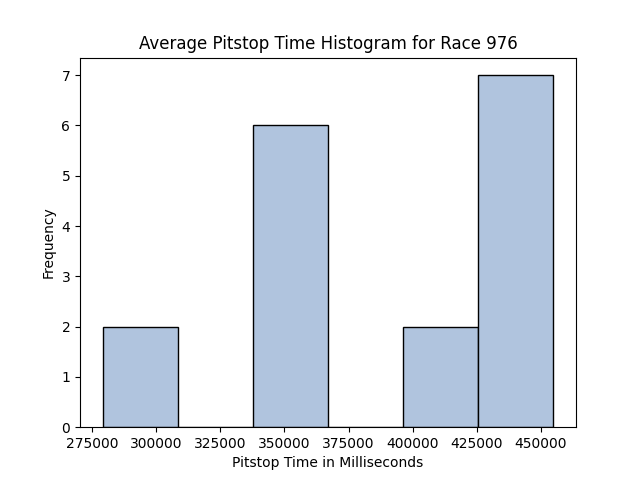 Average Pitstop Time Histogram for Race 976
7
6
5
4
3
2
1
0
Frequency
275000 300000 325000 350000 375000 400000 425000 450000
Pitstop Time in Milliseconds